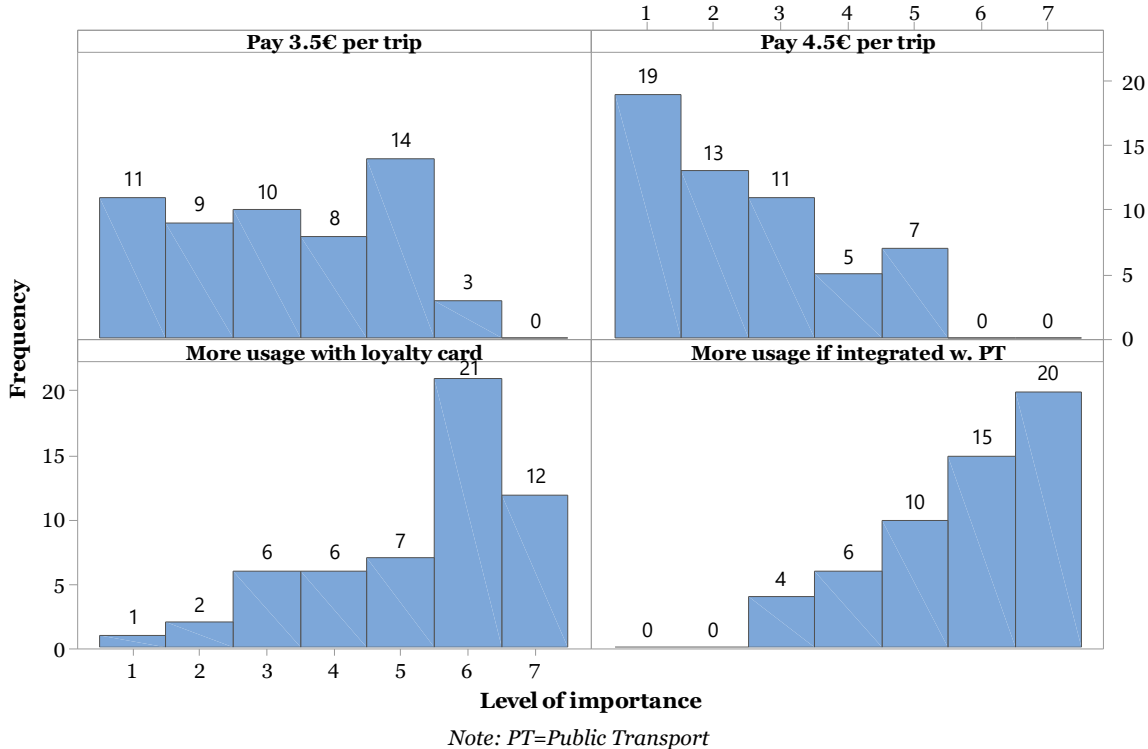 1 2 3 4 5 6 7
Pay 3.5€ per trip
11 9 10 8 14 3 0
Pay 4.5€ per trip
19 13 11 5 7 0 0
20
15
10
5
0
Frequency
More usage with loyalty card
1 2 6 6 7 21 12
20
15
10
5
0
1 2 3 4 5 6 7
More usage if integrated w. PT
0 0 4 6 10 15 20
Level of importance
Note: PT=Public Transport